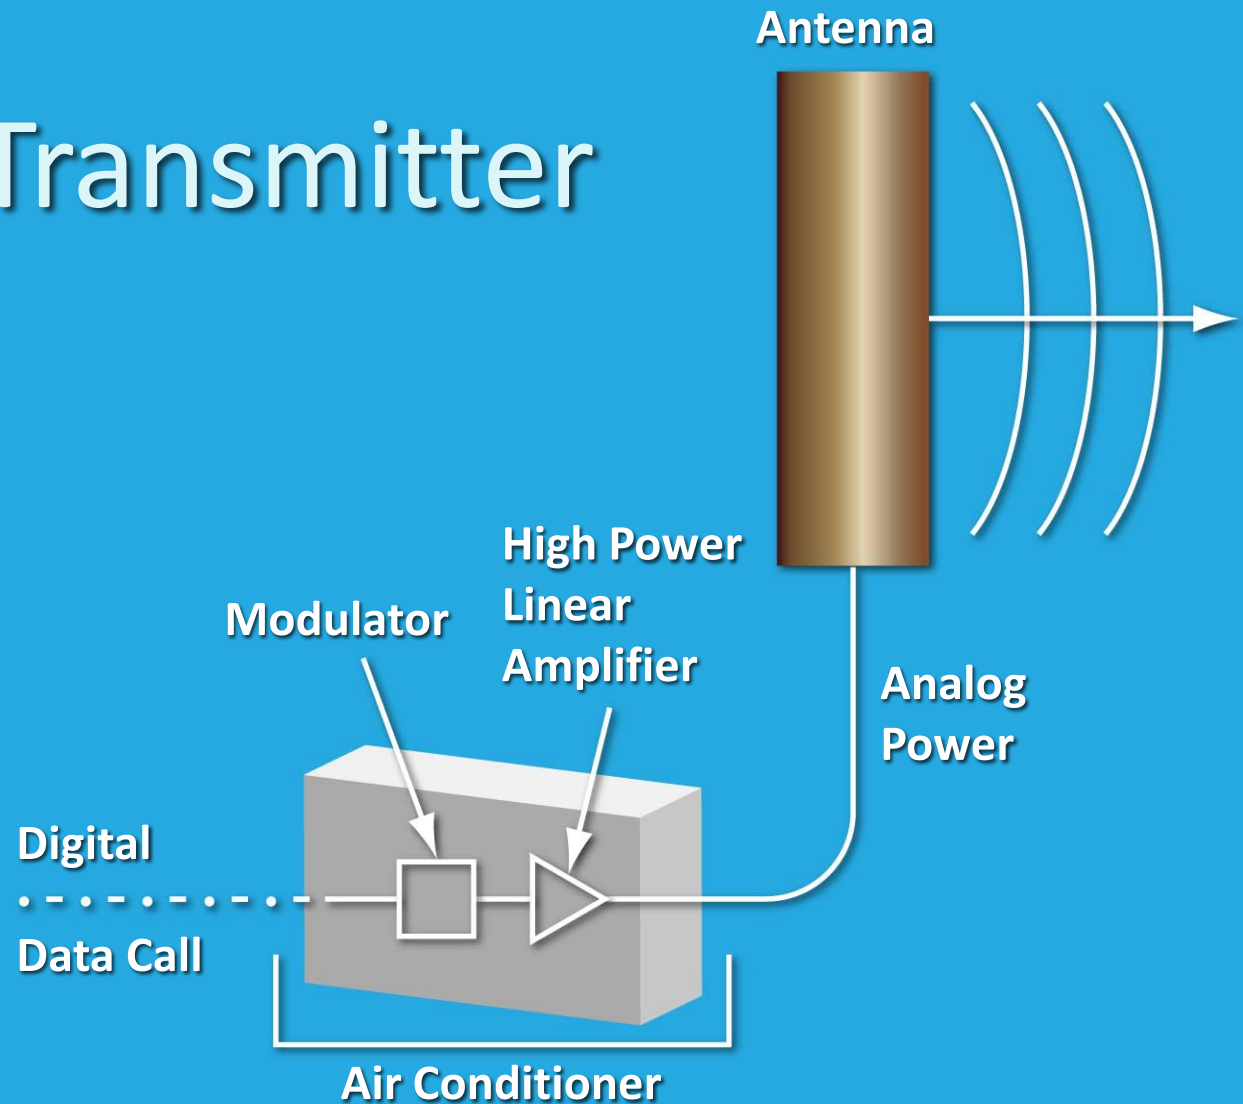 Antenna
Transmitter
High Power
Linear
Amplifier
Modulator
Analog
Power
Digital
Data Call
Air Conditioner